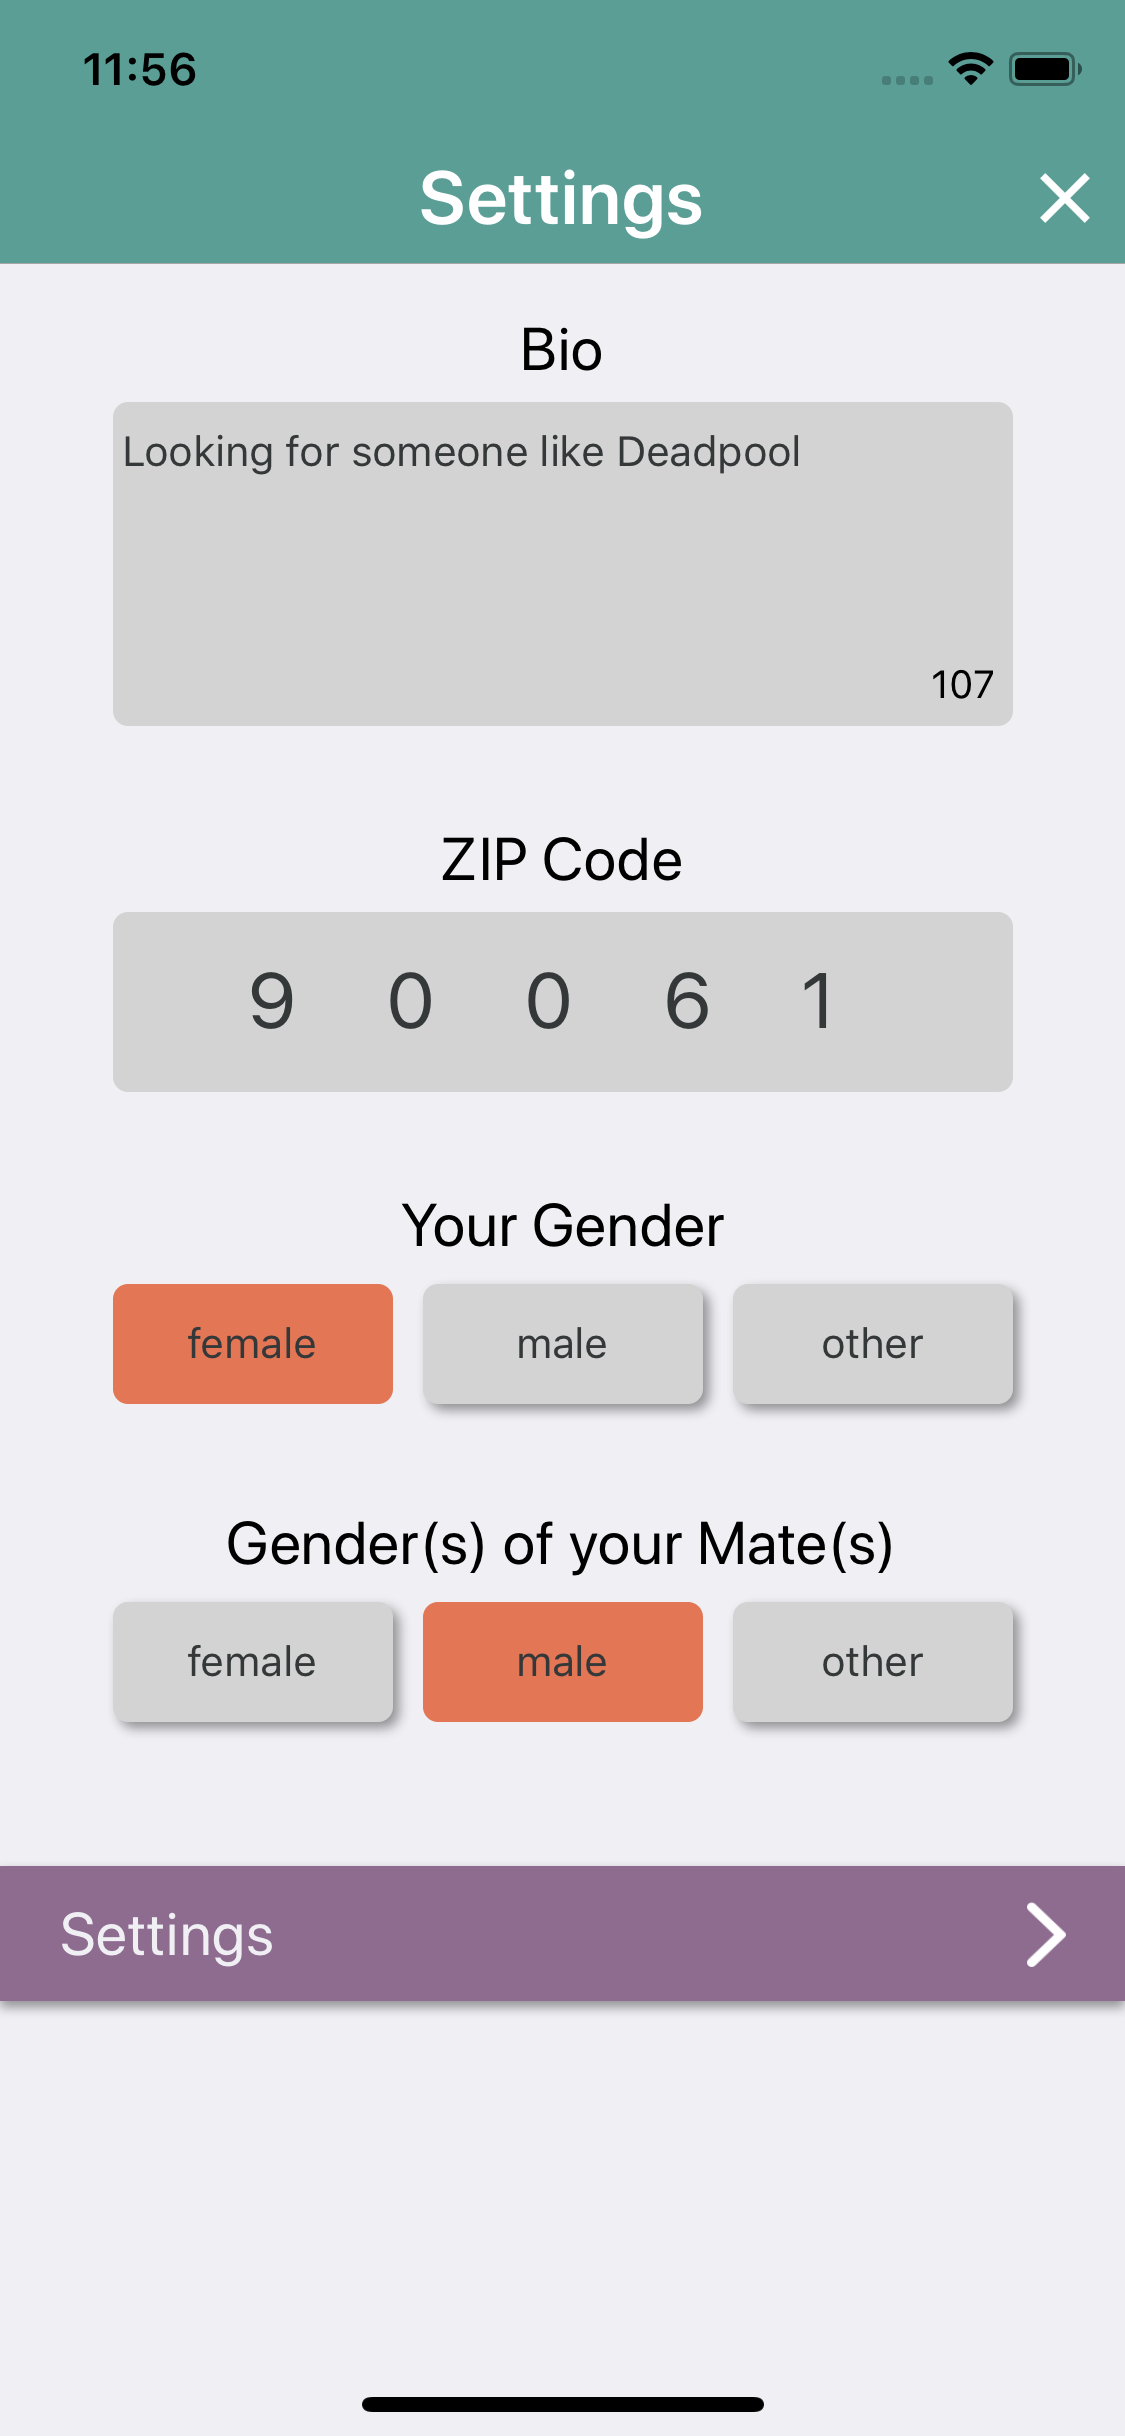 11:56
Settings
Bio
Looking for someone like Deadpool
107
ZIP Code
9 0 0 6 1
Your Gender
female male other
Gender(s) of your Mate(s)
female male other
Settings